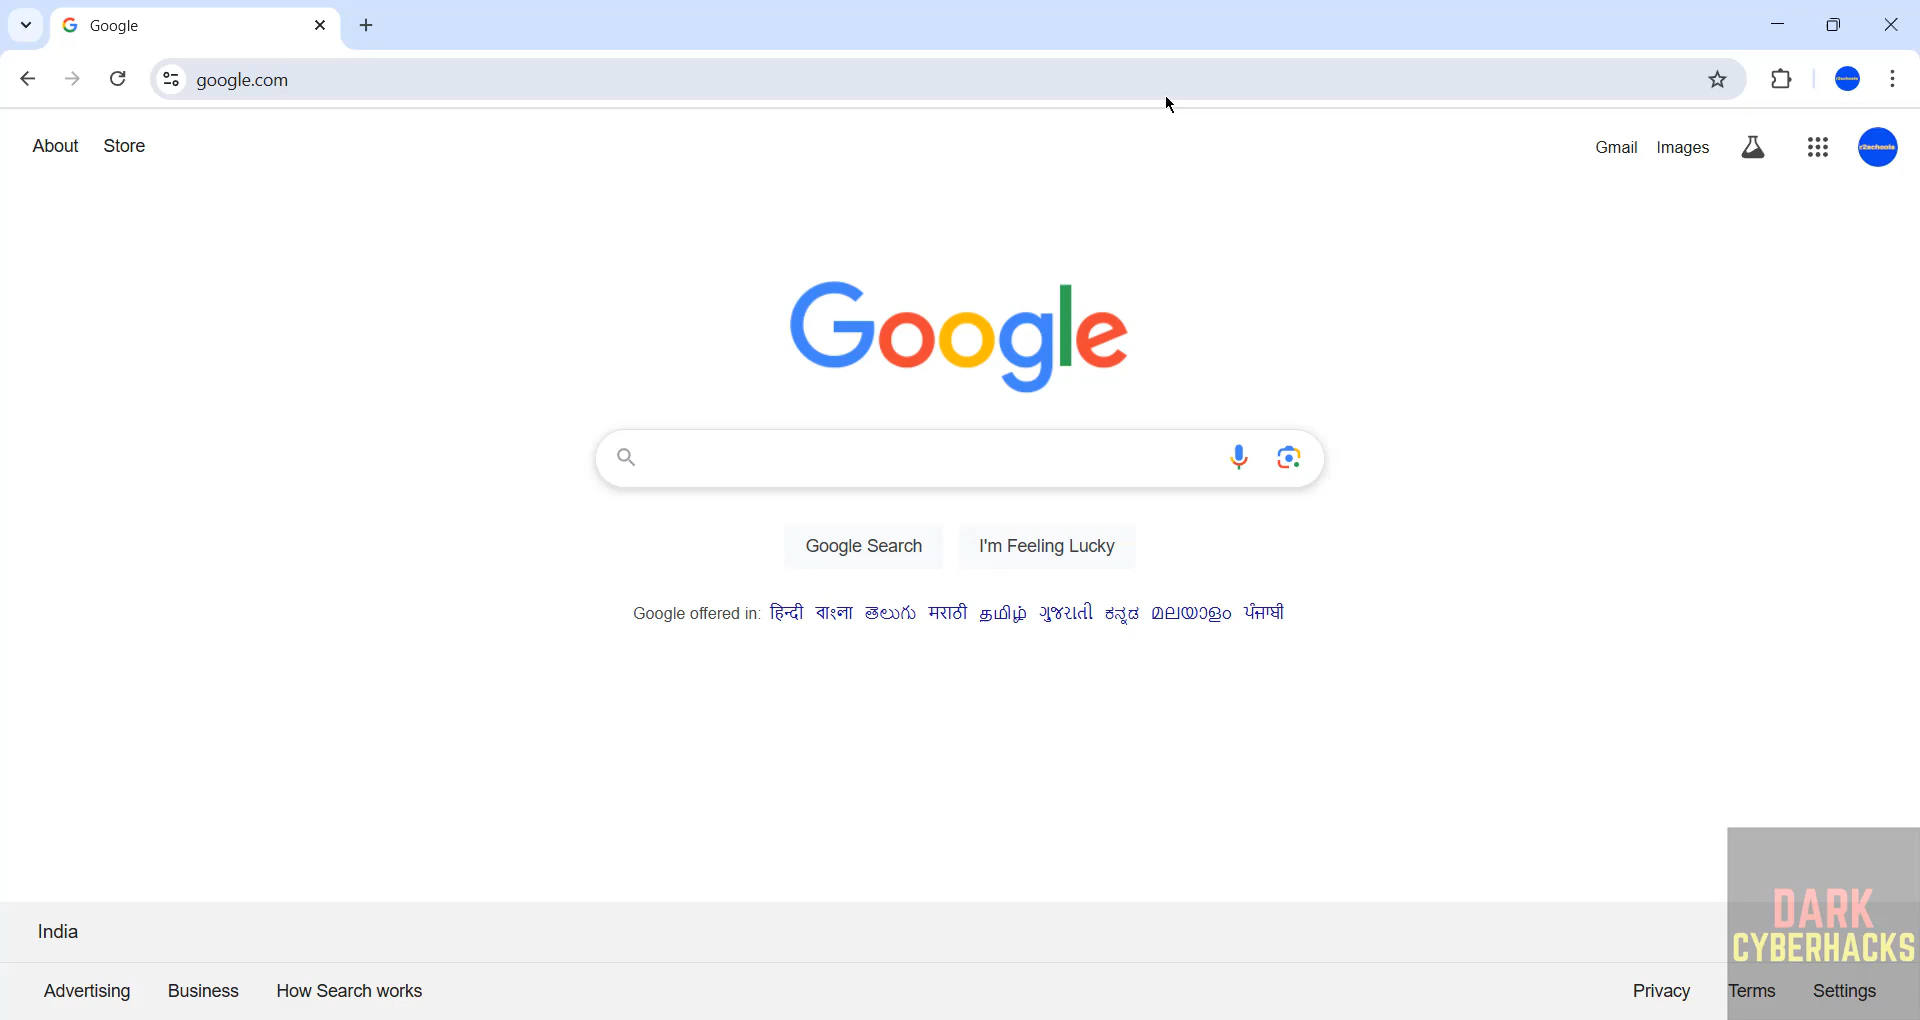 Google
google.com
About Store
Gmail Images
r2schools
Google
Google Search I'm Feeling Lucky
Google offered in: हिन्दी বাংলা తెలుగు मराठी தமிழ் ગુજરાતી ಕನ್ನಡ മലയാളം ਪੰਜਾਬੀ
India
DARK
CYBERHACKS
Advertising Business How Search works
Privacy Terms Settings